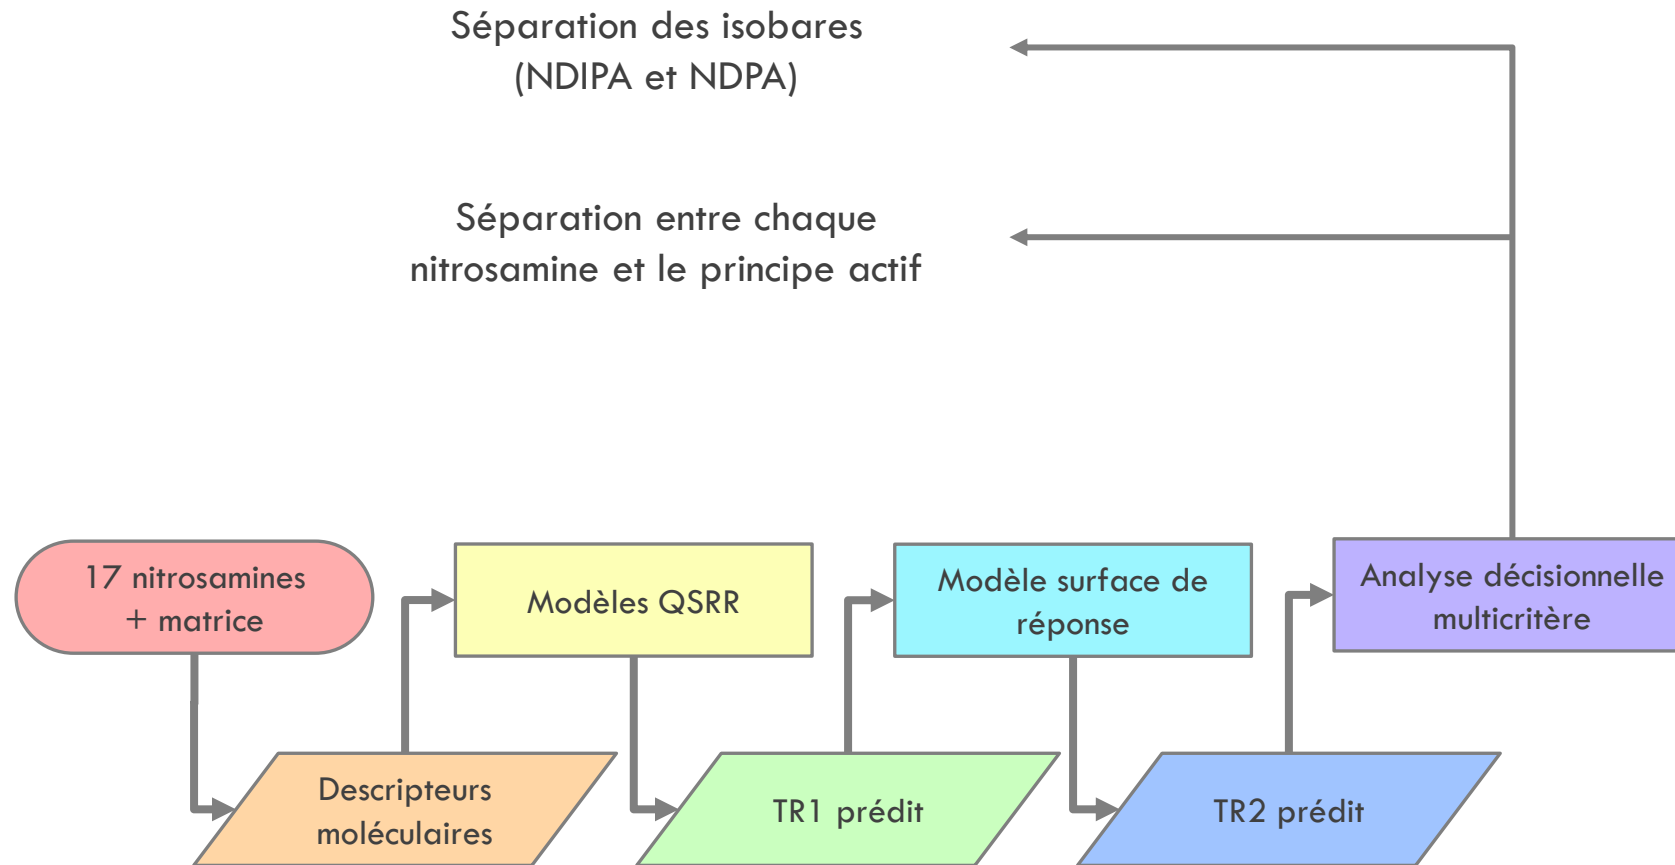 Séparation des isobares
(NDIPA et NDPA)
Séparation entre chaque
nitrosamine et le principe actif
17 nitrosamines
+ matrice
Modèles QSRR
Modèle surface de
réponse
Analyse décisionnelle
multicritère
Descripteurs
moléculaires
TR1 prédit
TR2 prédit